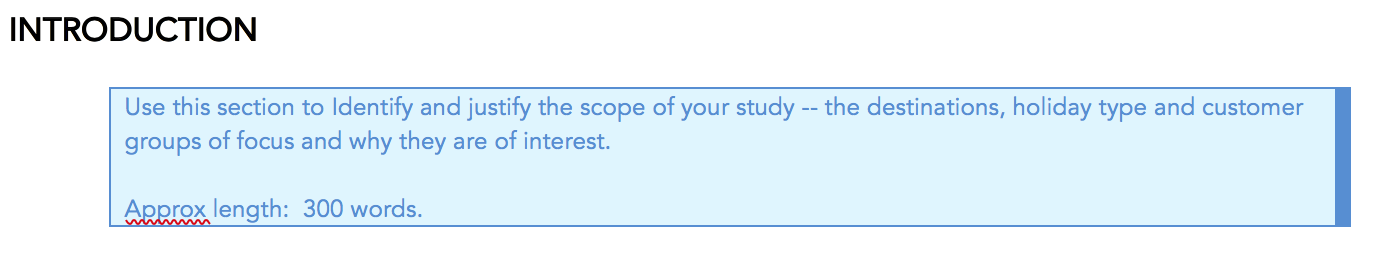 INTRODUCTION
Use this section to Identify and justify the scope of your study -- the destinations, holiday type and customer
groups of focus and why they are of interest.
Approx length:  300 words.